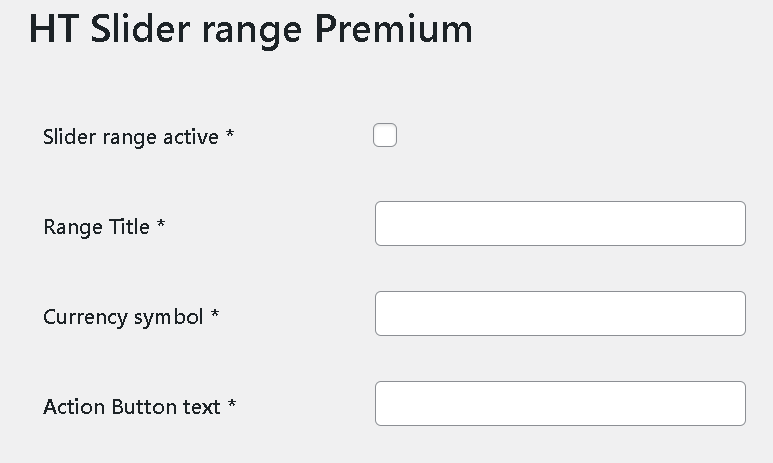 HT Slider range Premium
Slider range active *
Range Title *
Currency symbol *
Action Button text *